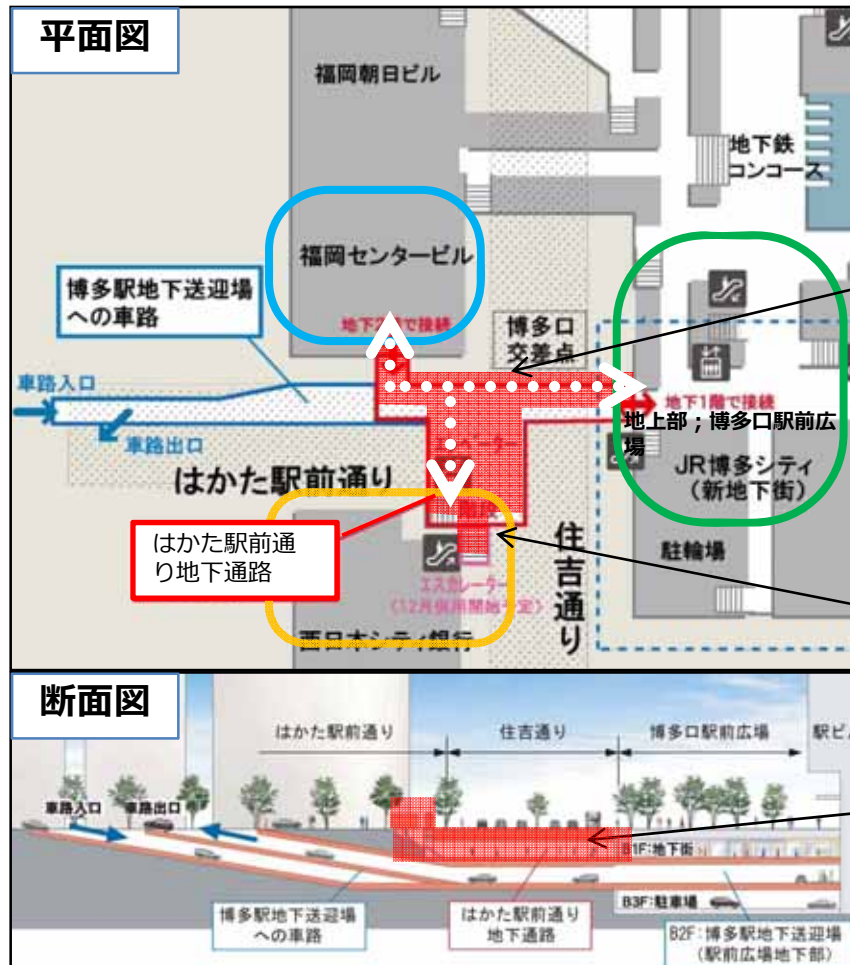 平面図
福岡朝日ビル
地下鉄
コンコース
福岡センタービル
博多駅地下送迎場
への車路
地下2階で接続
博多口
交差点
車路入口
車路出口
地下1階で接続
地上部；博多口駅前広
場
JR博多シティ
(新地下街)
はかた駅前通り
はかた駅前通
り地下通路
住吉通り
駐輪場
エスカレーター
(12月供用開始予定)
西日本シティ銀行
断面図
はかた駅前通り
住吉通り
博多口駅前広場
駅ビ
車路入口
車路出口
B1F:地下街
B3F:駐車場
博多駅地下送迎場
への車路
はかた駅前通り
地下通路
B2F:博多駅地下送迎場
(駅前広場地下部)